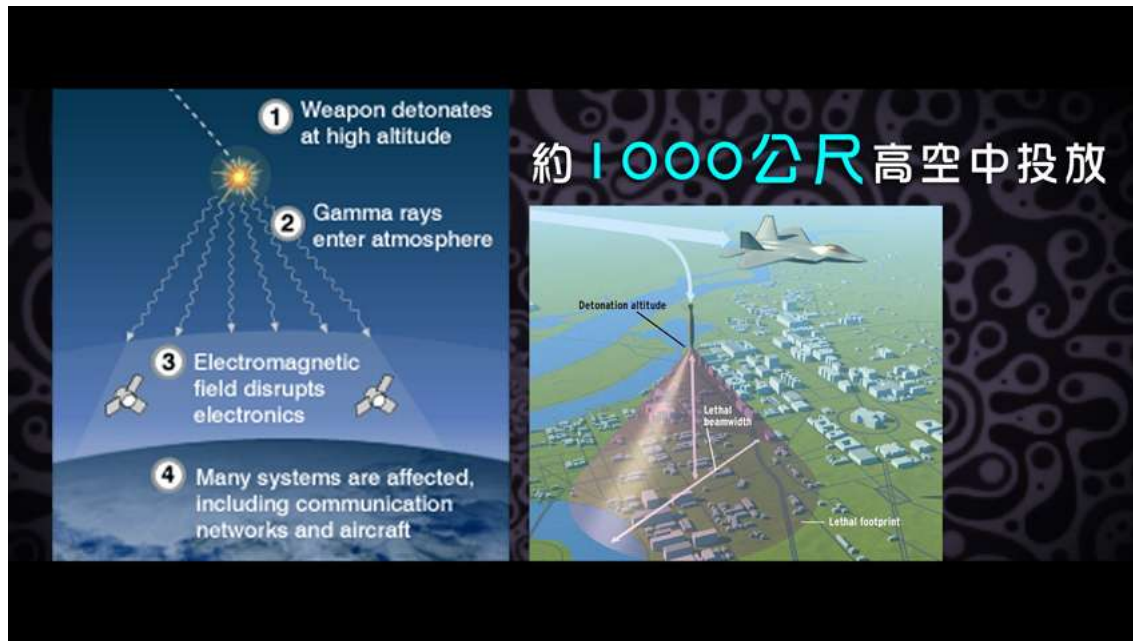 1 Weapon detonates
at high altitude
2 Gamma rays
enter atmosphere
3 Electromagnetic
field disrupts
electronics
4 Many systems are affected,
including communication
networks and aircraft
約1000公尺高空中投放
Detonation altitude
Lethal
beamwidth
Lethal footprint